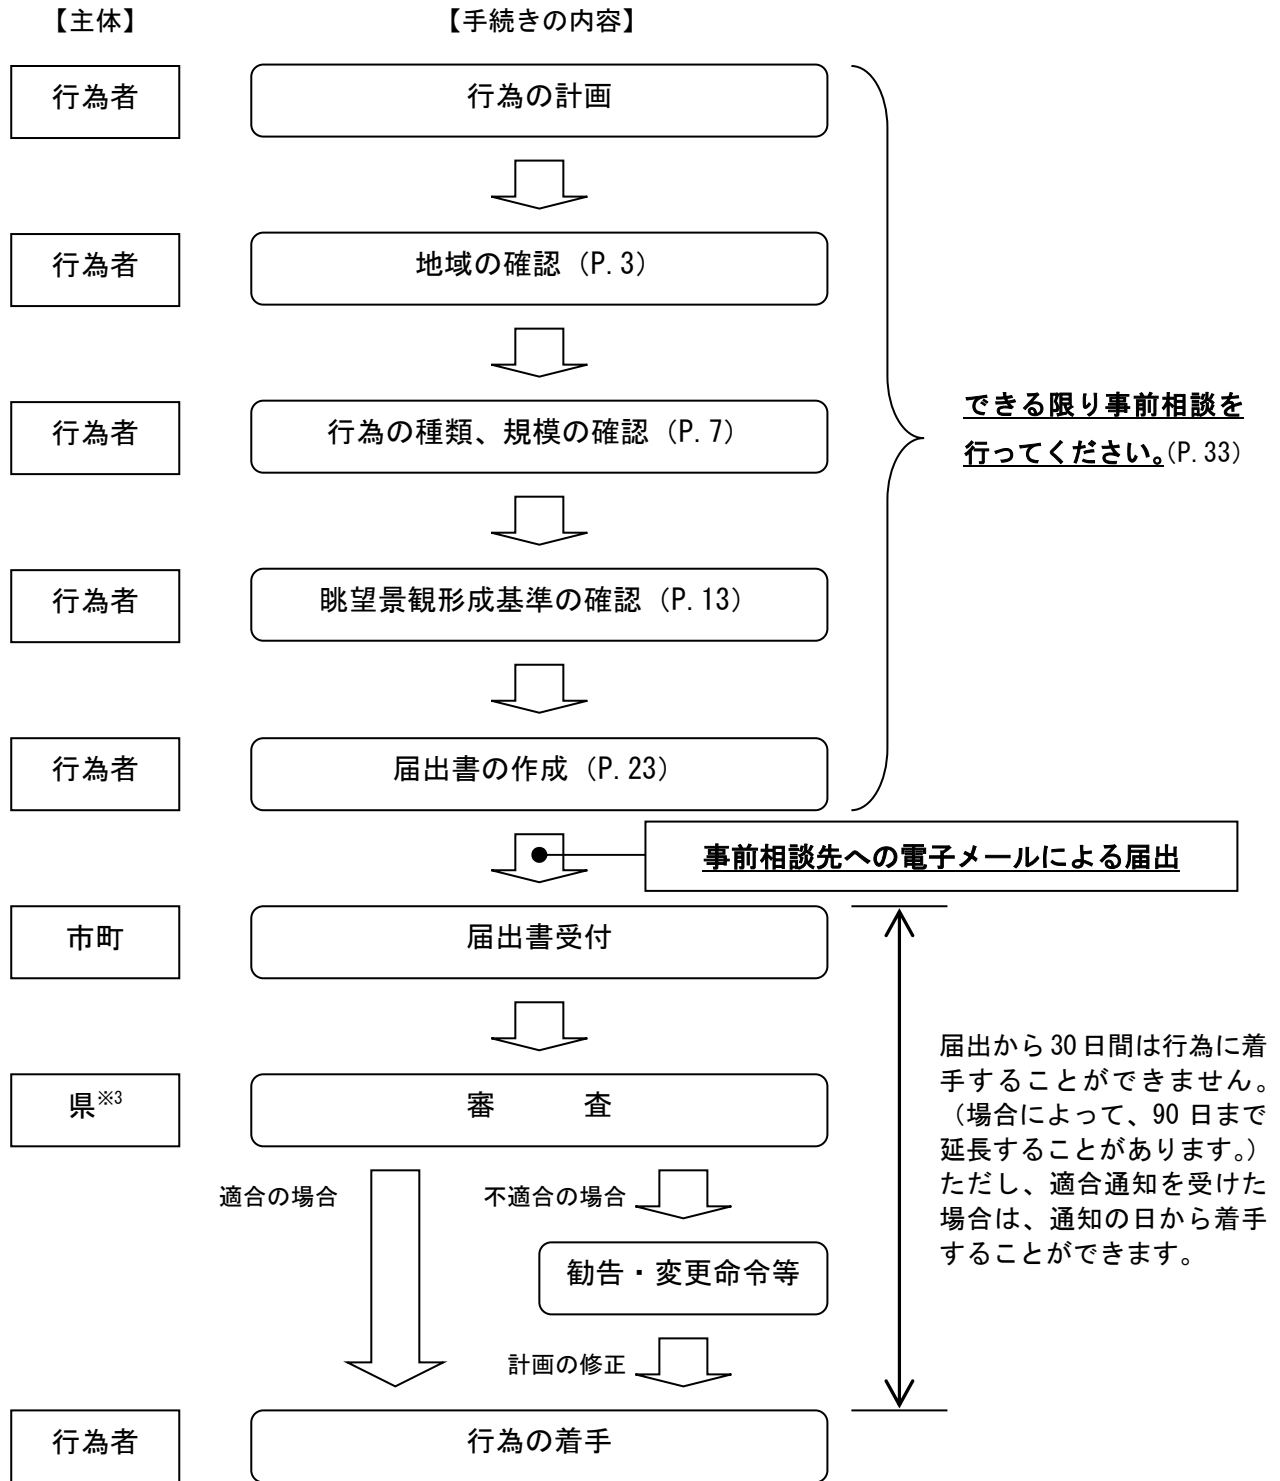 【主体】 【手続きの内容】
行為者 行為の計画
行為者 地域の確認（P.3）
行為者 行為の種類、規模の確認（P.7）
できる限り事前相談を
行ってください。(P.33)
行為者 眺望景観形成基準の確認（P.13）
行為者 届出書の作成（P.23）
事前相談先への電子メールによる届出
市町 届出書受付
県※3 審　　　査
届出から30日間は行為に着
手することができません。
（場合によって、90日まで
延長することがあります。）
ただし、適合通知を受けた
場合は、通知の日から着手
することができます。
適合の場合 不適合の場合
勧告・変更命令等
計画の修正
行為者 行為の着手